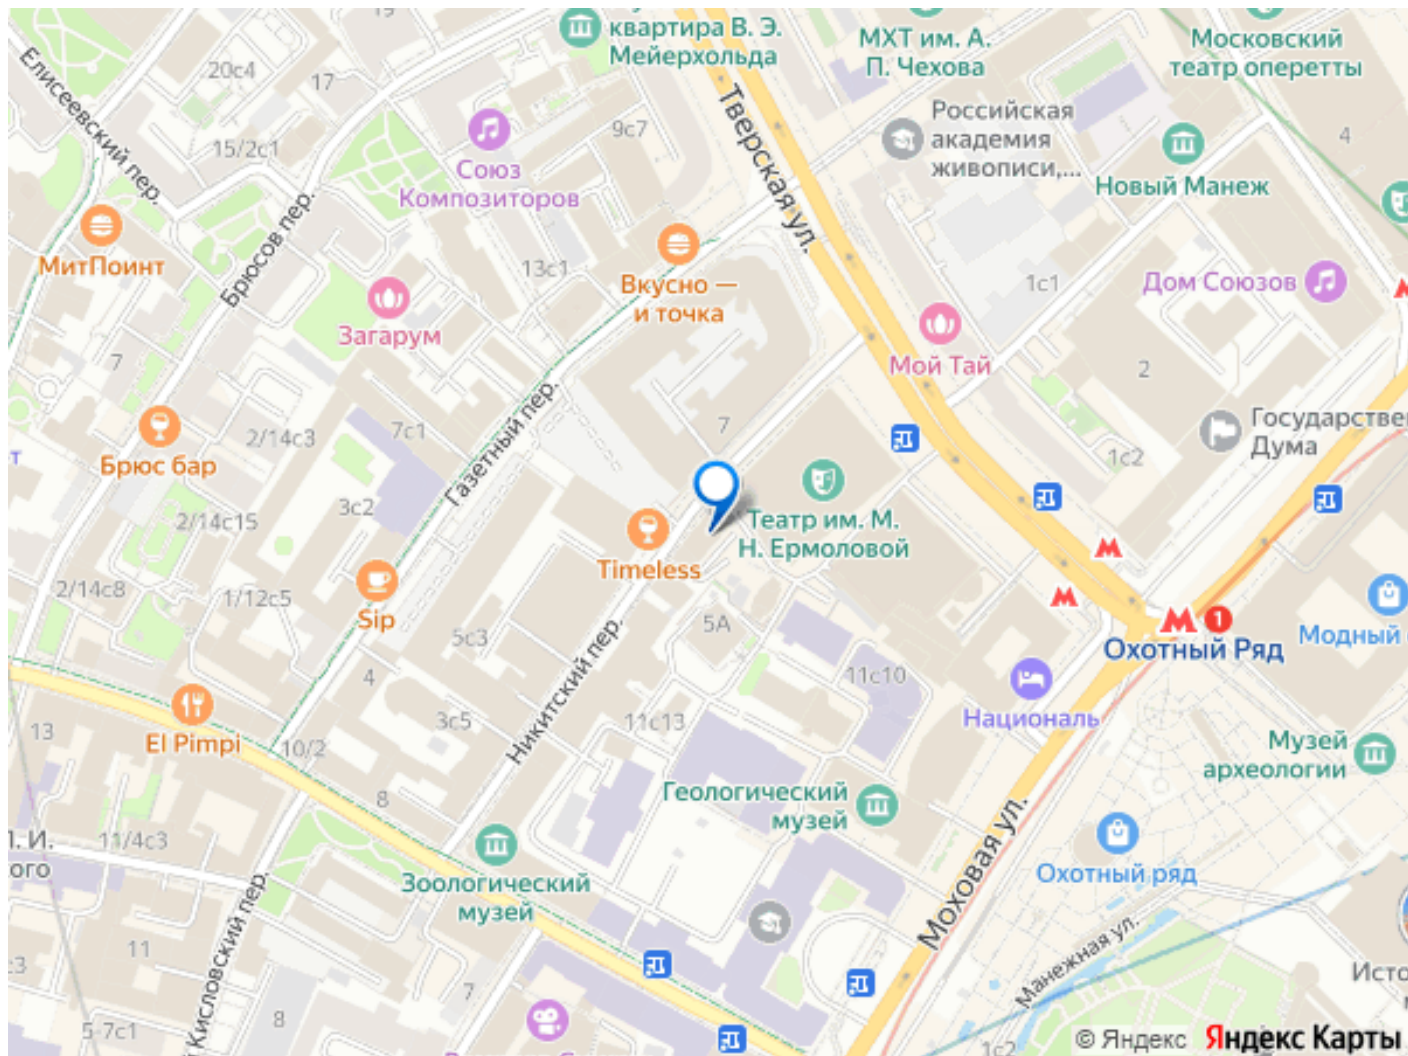 квартира В. Э.
Мейерхольда
МХТ им. А.
П. Чехова
Московский
театр оперетты
Елисеевский пер.
20с4
17
19
15/2с1
Союз
Композиторов
9с7
Тверская ул.
Российская
академия
живописи,...
Новый Манеж
4
МитПоинт
Брюсов пер.
13с1
Вкусно —
и точка
Загарум
1с1
Дом Союзов
Мой Тай
2
7
7
Брюс бар
2/14с3
7с1
Газетный пер.
Государстве
Дума
1с2
3с2
2/14с15
Театр им. М.
Н. Ермоловой
Timeless
2/14с8
1/12с5
Sip
5с3
5А
Охотный Ряд
1
Модный
4
3с5
Никитский пер.
11с13
11с10
Националь
13
El Pimpi
10/2
8
Музей
археологии
Геологический
музей
11/4с3
Л. И.
ого
Зоологический
музей
Моховая ул.
Охотный ряд
Манежная ул.
11
Кисловский пер.
7
8
5-7с1
Исто
1с2
© Яндекс Яндекс Карты